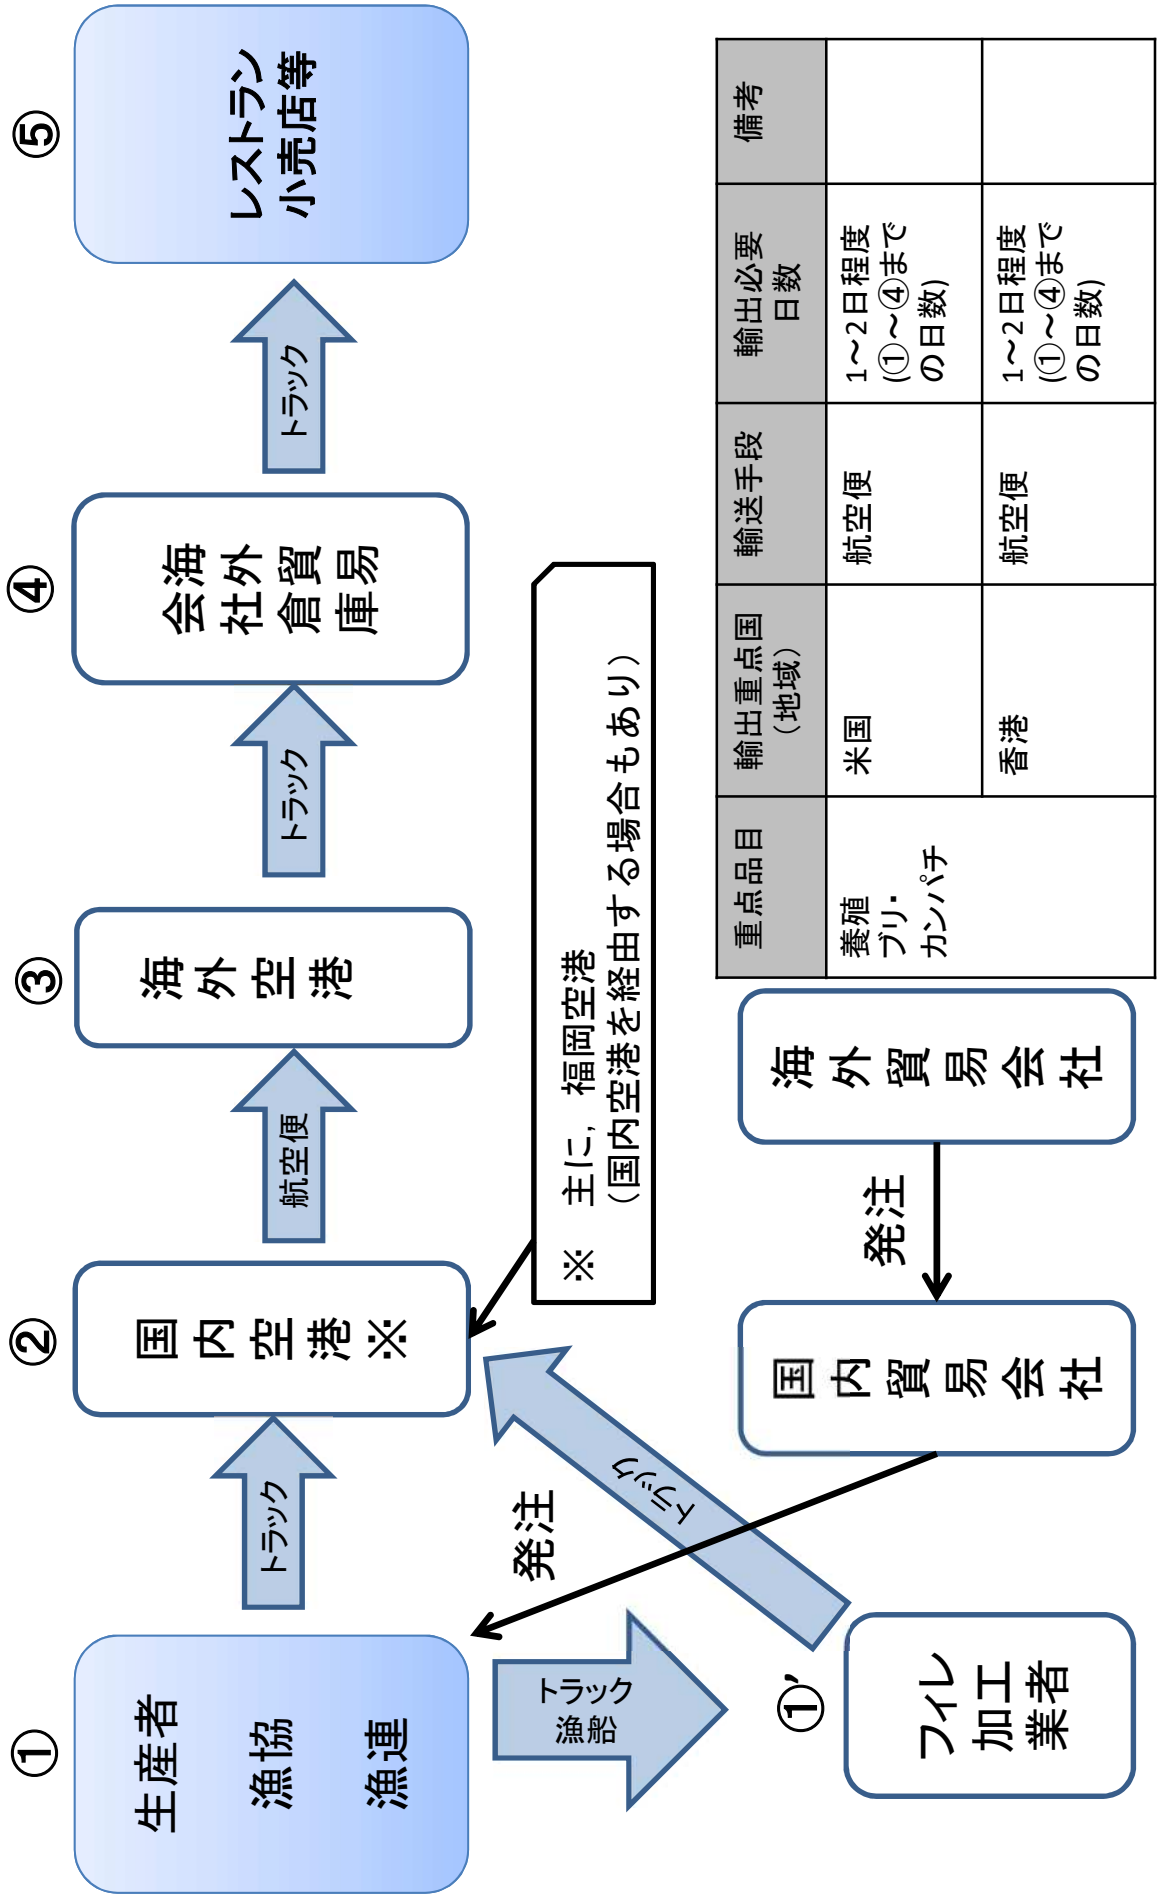 ①
生産者
漁協
漁連
トラック
②
国内空港※
航空便
③
海外空港
トラック
④
海外貿易
会社倉庫
トラック
⑤
レストラン
小売店等
トラック
漁船
①’
フィレ
加工
業者
トラック
発注
国内貿易会社
発注
海外貿易会社
※　主に，福岡空港
（国内空港を経由する場合もあり）
重点品目
輸出重点国
（地域）
輸送手段
輸出必要
日数
備考
養殖
ブリ・
カンパチ
米国
航空便
1～2日程度
(①～④まで
の日数)
香港
航空便
1～2日程度
(①～④まで
の日数)